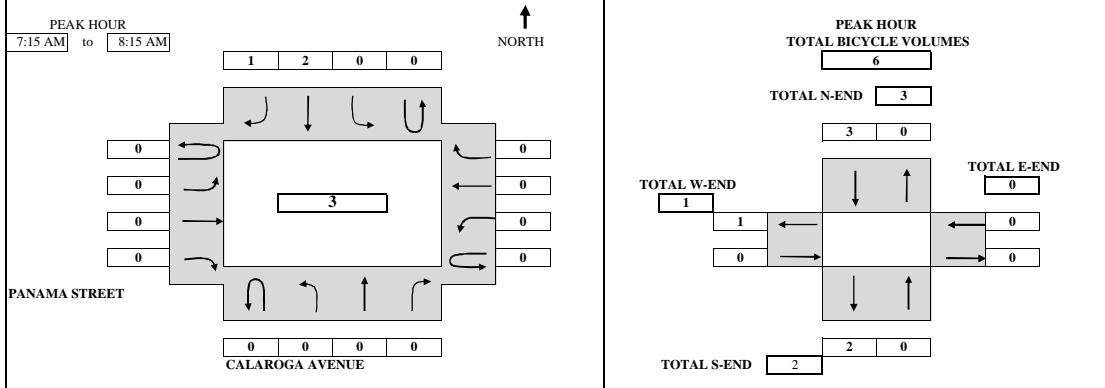 PEAK HOUR
7:15 AM to 8:15 AM
NORTH
1 2 0 0
0 0
0 0
3
0 0
0 0
PANAMA STREET
0 0 0 0
CALAROGA AVENUE
PEAK HOUR
TOTAL BICYCLE VOLUMES
6
TOTAL N-END 3
3 0
TOTAL W-END TOTAL E-END
1 0
1 0
0 0
2 0
TOTAL S-END 2